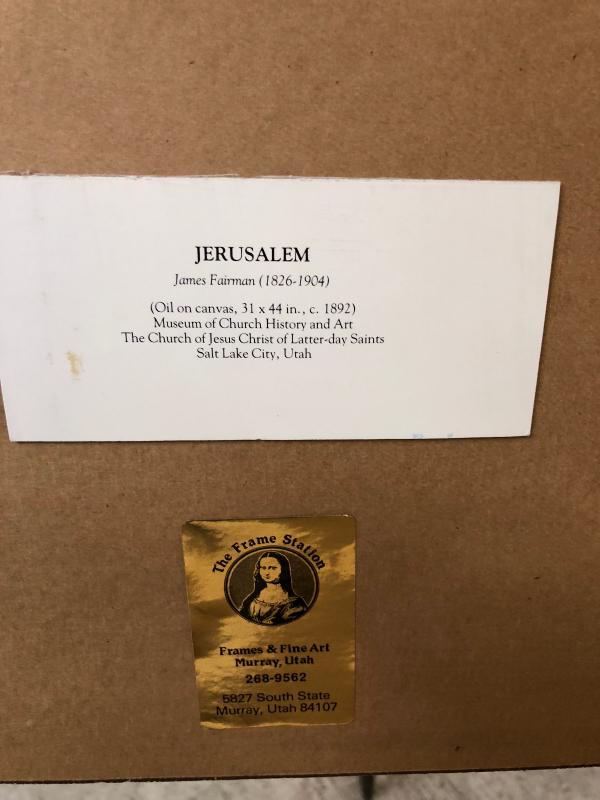 JERUSALEM
James Fairman (1826-1904)
(Oil on canvas, 31 x 44 in., c. 1892)
Museum of Church History and Art
The Church of Jesus Christ of Latter-day Saints
Salt Lake City, Utah
The Frame Station
Frames & Fine Art
Murray, Utah
268-9562
5827 South State
Murray, Utah 84107